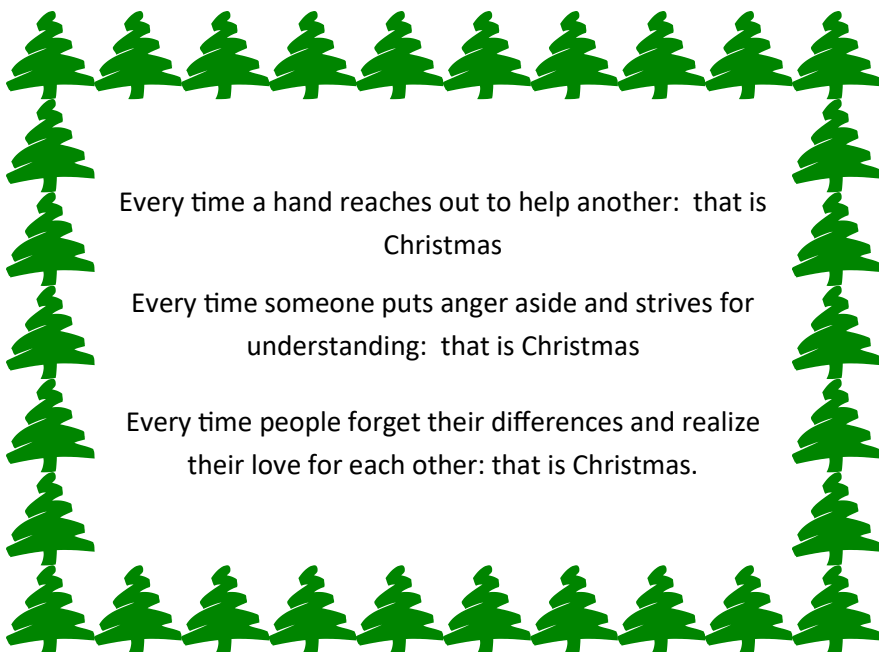 Every time a hand reaches out to help another:  that is
Christmas
Every time someone puts anger aside and strives for
understanding:  that is Christmas
Every time people forget their differences and realize
their love for each other: that is Christmas.